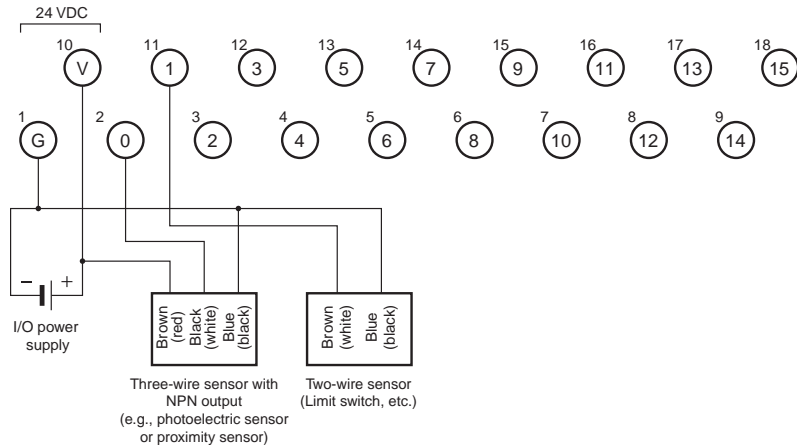 24 VDC
10 11 12 13 14 15 16 17 18
V 1 3 5 7 9 11 13 15
1 2 3 4 5 6 7 8 9
G 0 2 4 6 8 10 12 14
− +
I/O power
supply
Brown
(red)
Black
(white)
Blue
(black)
Brown
(white)
Blue
(black)
Three-wire sensor with
NPN output
(e.g., photoelectric sensor
or proximity sensor)
Two-wire sensor
(Limit switch, etc.)